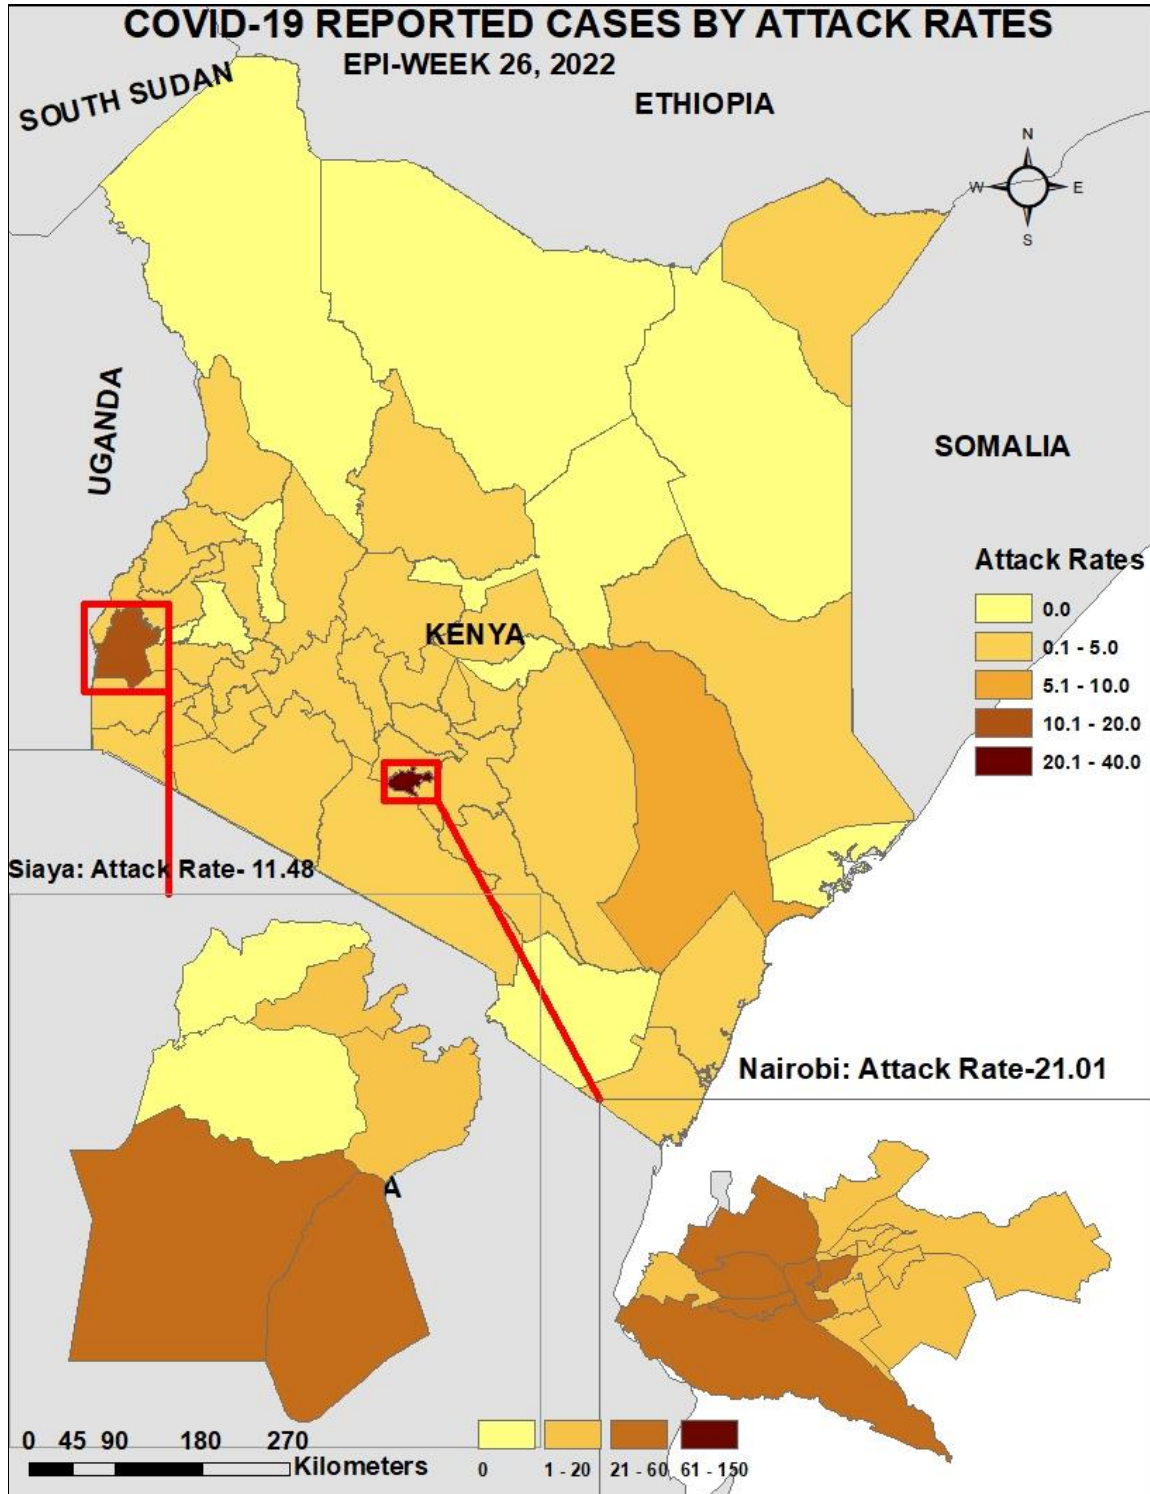 COVID-19 REPORTED CASES BY ATTACK RATES
EPI-WEEK 26, 2022
SOUTH SUDAN
ETHIOPIA
N
W E
S
UGANDA
SOMALIA
Attack Rates
0.0
0.1 - 5.0
5.1 - 10.0
10.1 - 20.0
20.1 - 40.0
KENYA
Siaya: Attack Rate- 11.48
Nairobi: Attack Rate-21.01
A
0 45 90 180 270
Kilometers
0 1 - 20 21 - 60 61 - 150